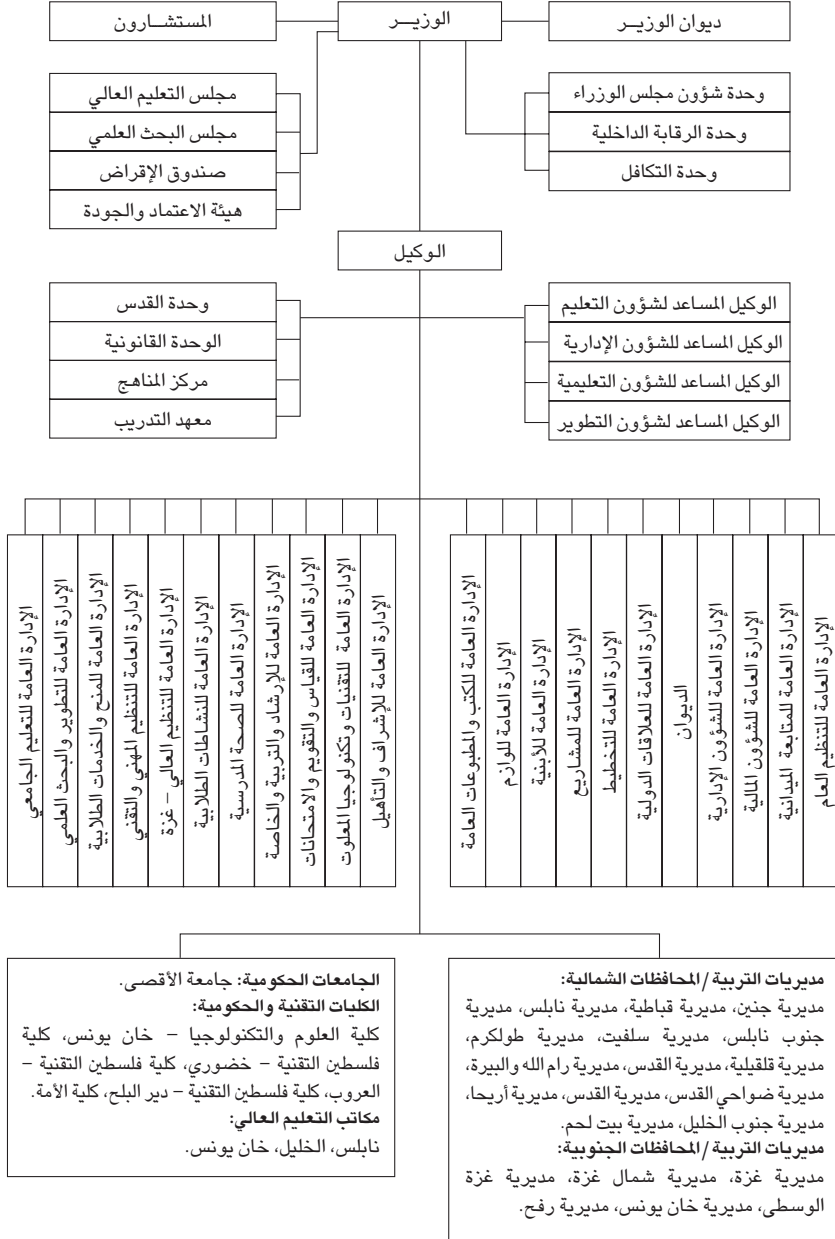 ديوان الوزيــر
الوزيــر
المستشــارون
وحدة شؤون مجلس الوزراء
وحدة الرقابة الداخلية
وحدة التكافل
مجلس التعليم العالي
مجلس البحث العلمي
صندوق الإقراض
هيئة الاعتماد والجودة
الوكيل
الوكيل المساعد لشؤون التعليم
الوكيل المساعد للشؤون الإدارية
الوكيل المساعد للشؤون التعليمية
الوكيل المساعد لشؤون التطوير
وحدة القدس
الوحدة القانونية
مركز المناهج
معهد التدريب
الإدارة العامة للتنظيم العام
الإدارة العامة للمتابعة الميدانية
الإدارة العامة للشؤون المالية
الإدارة العامة للشؤون الإدارية
الديوان
الإدارة العامة للعلاقات الدولية
الإدارة العامة للتخطيط
الإدارة العامة للمشاريع
الإدارة العامة للأبنية
الإدارة العامة للوازم
الإدارة العامة للكتب والمطبوعات العامة
الإدارة العامة للإشراف والتأهيل
الإدارة العامة للتقنيات وتكنولوجيا المعلوت
الإدارة العامة للقياس والتقويم والامتحانات
الإدارة العامة للإرشاد والتربية والخاصة
الإدارة العامة للصحة المدرسية
الإدارة العامة للنشاطات الطلابية
الإدارة العامة للتنظيم العالي – غزة
الإدارة العامة للتنظيم المهني والتقني
الإدارة العامة للمنح والخدمات الطلابية
الإدارة العامة للتطوير والبحث العلمي
الإدارة العامة للتعليم الجامعي
مديريات التربية /المحافظات الشمالية:
مديرية جنين، مديرية قباطية، مديرية نابلس، مديرية
جنوب نابلس، مديرية سلفيت، مديرية طولكرم،
مديرية قلقيلية، مديرية القدس، مديرية رام الله والبيرة،
مديرية ضواحي القدس، مديرية القدس، مديرية أريحا،
مديرية جنوب الخليل، مديرية بيت لحم.
مديريات التربية /المحافظات الجنوبية:
مديرية غزة، مديرية شمال غزة، مديرية غزة
الوسطى، مديرية خان يونس، مديرية رفح.
الجامعات الحكومية: جامعة الأقصى.
الكليات التقنية والحكومية:
كلية العلوم والتكنولوجيا – خان يونس، كلية
فلسطين التقنية – خضوري، كلية فلسطين التقنية –
العروب، كلية فلسطين التقنية – دير البلح، كلية الأمة.
مكاتب التعليم العالي:
نابلس، الخليل، خان يونس.